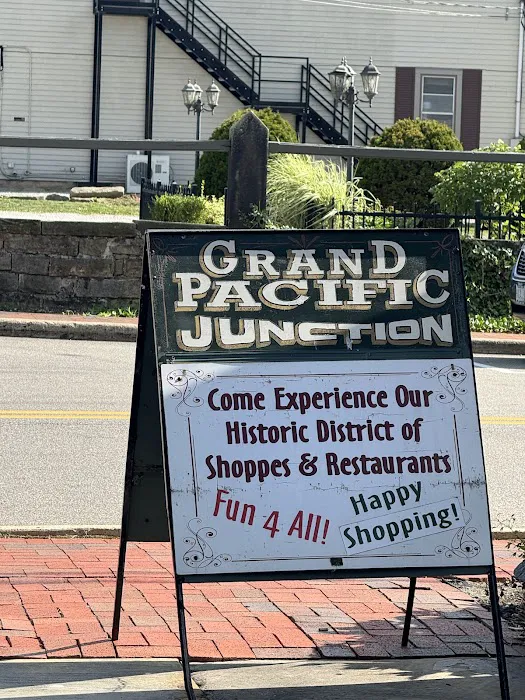 GRAND
PACIFIC
JUNCTION
Come Experience Our
Historic District of
Shoppes & Restaurants
Fun 4 All!
Happy
Shopping!